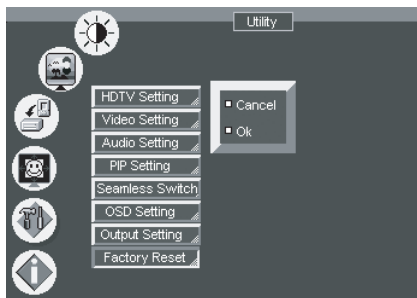 Utility
HDTV Setting
Video Setting
Audio Setting
PIP Setting
Seamless Switch
OSD Setting
Output Setting
Factory Reset
Cancel
Ok